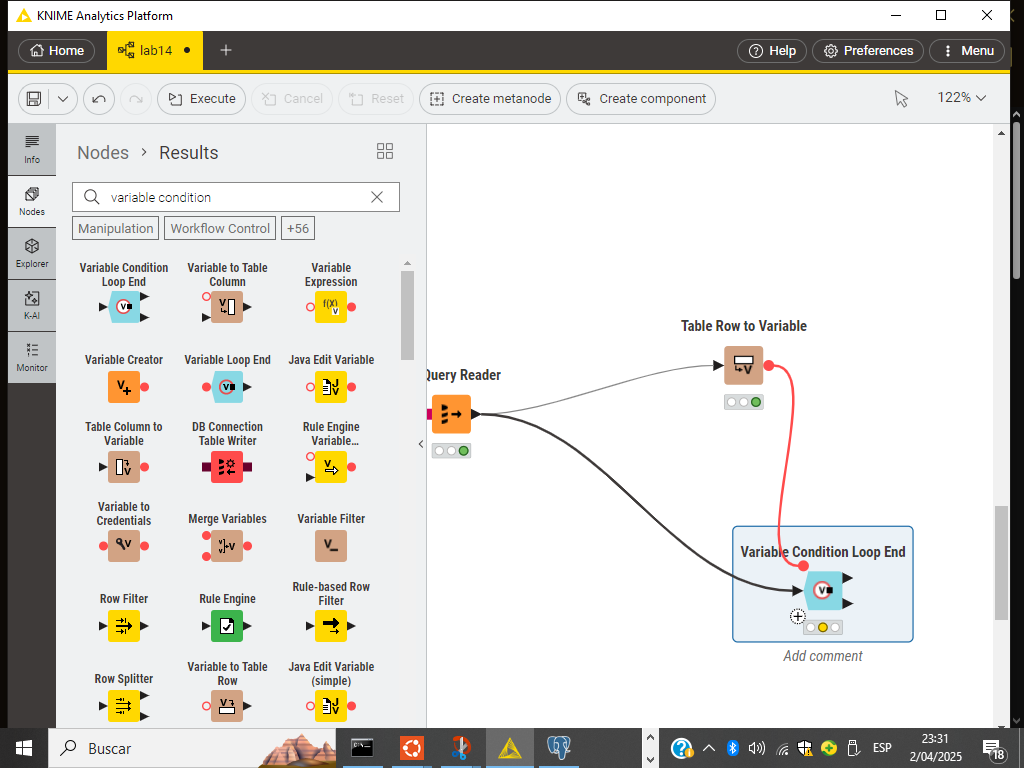 KNIME Analytics Platform
Home
lab14
Help
Preferences
Menu
Execute
Cancel
Reset
Create metanode
Create component
122%
Info
Nodes
Explorer
K-AI
Monitor
Nodes > Results
variable condition
Manipulation
Workflow Control
+56
Variable Condition
Loop End
Variable to Table
Column
Variable
Expression
f(X)
V
Variable Creator
Variable Loop End
Java Edit Variable
Table Column to
Variable
DB Connection
Table Writer
Rule Engine
Variable...
Variable to
Credentials
Merge Variables
Variable Filter
Row Filter
Rule Engine
Rule-based Row
Filter
Row Splitter
Variable to Table
Row
Java Edit Variable
(simple)
Query Reader
Table Row to Variable
Variable Condition Loop End
Add comment
Buscar
ESP
23:31
2/04/2025
18